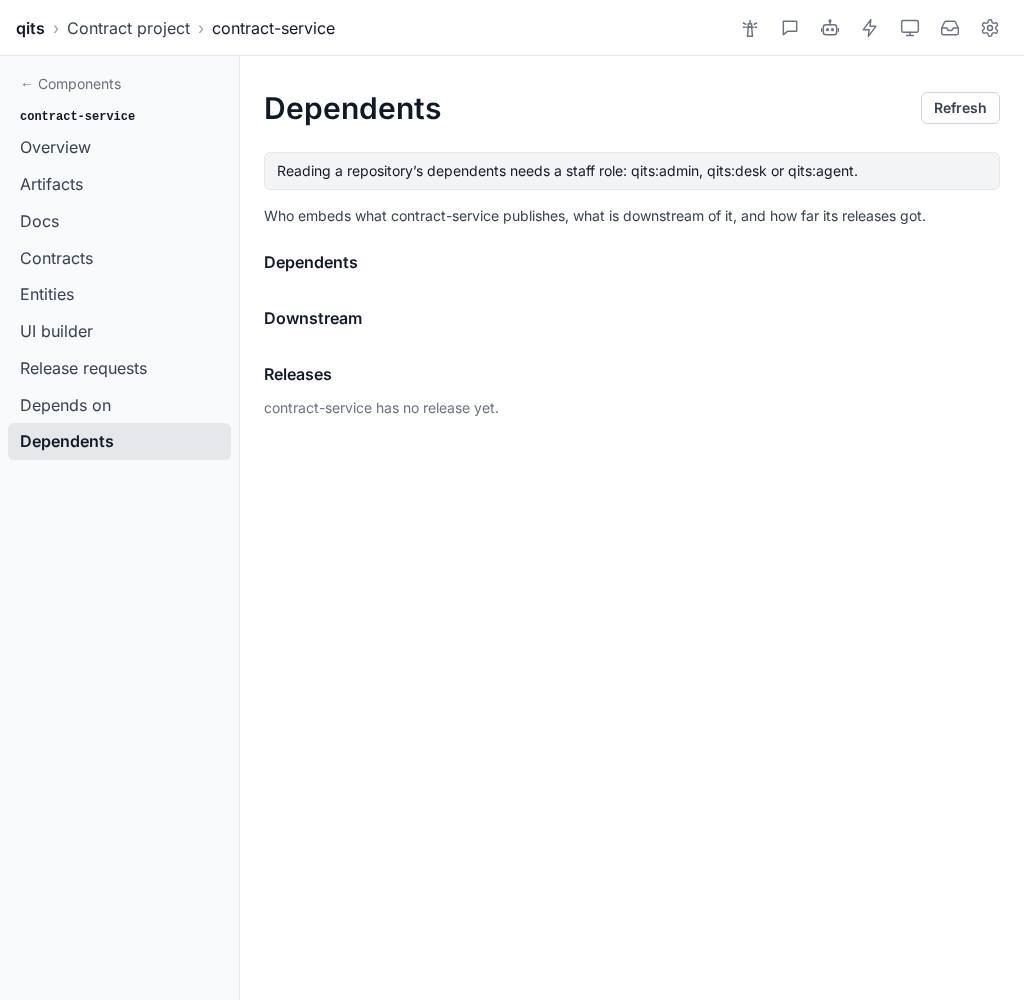 qits › Contract project › contract-service
← Components
contract-service
Overview
Artifacts
Docs
Contracts
Entities
UI builder
Release requests
Depends on
Dependents
Dependents
Refresh
Reading a repository’s dependents needs a staff role: qits:admin, qits:desk or qits:agent.
Who embeds what contract-service publishes, what is downstream of it, and how far its releases got.
Dependents
Downstream
Releases
contract-service has no release yet.